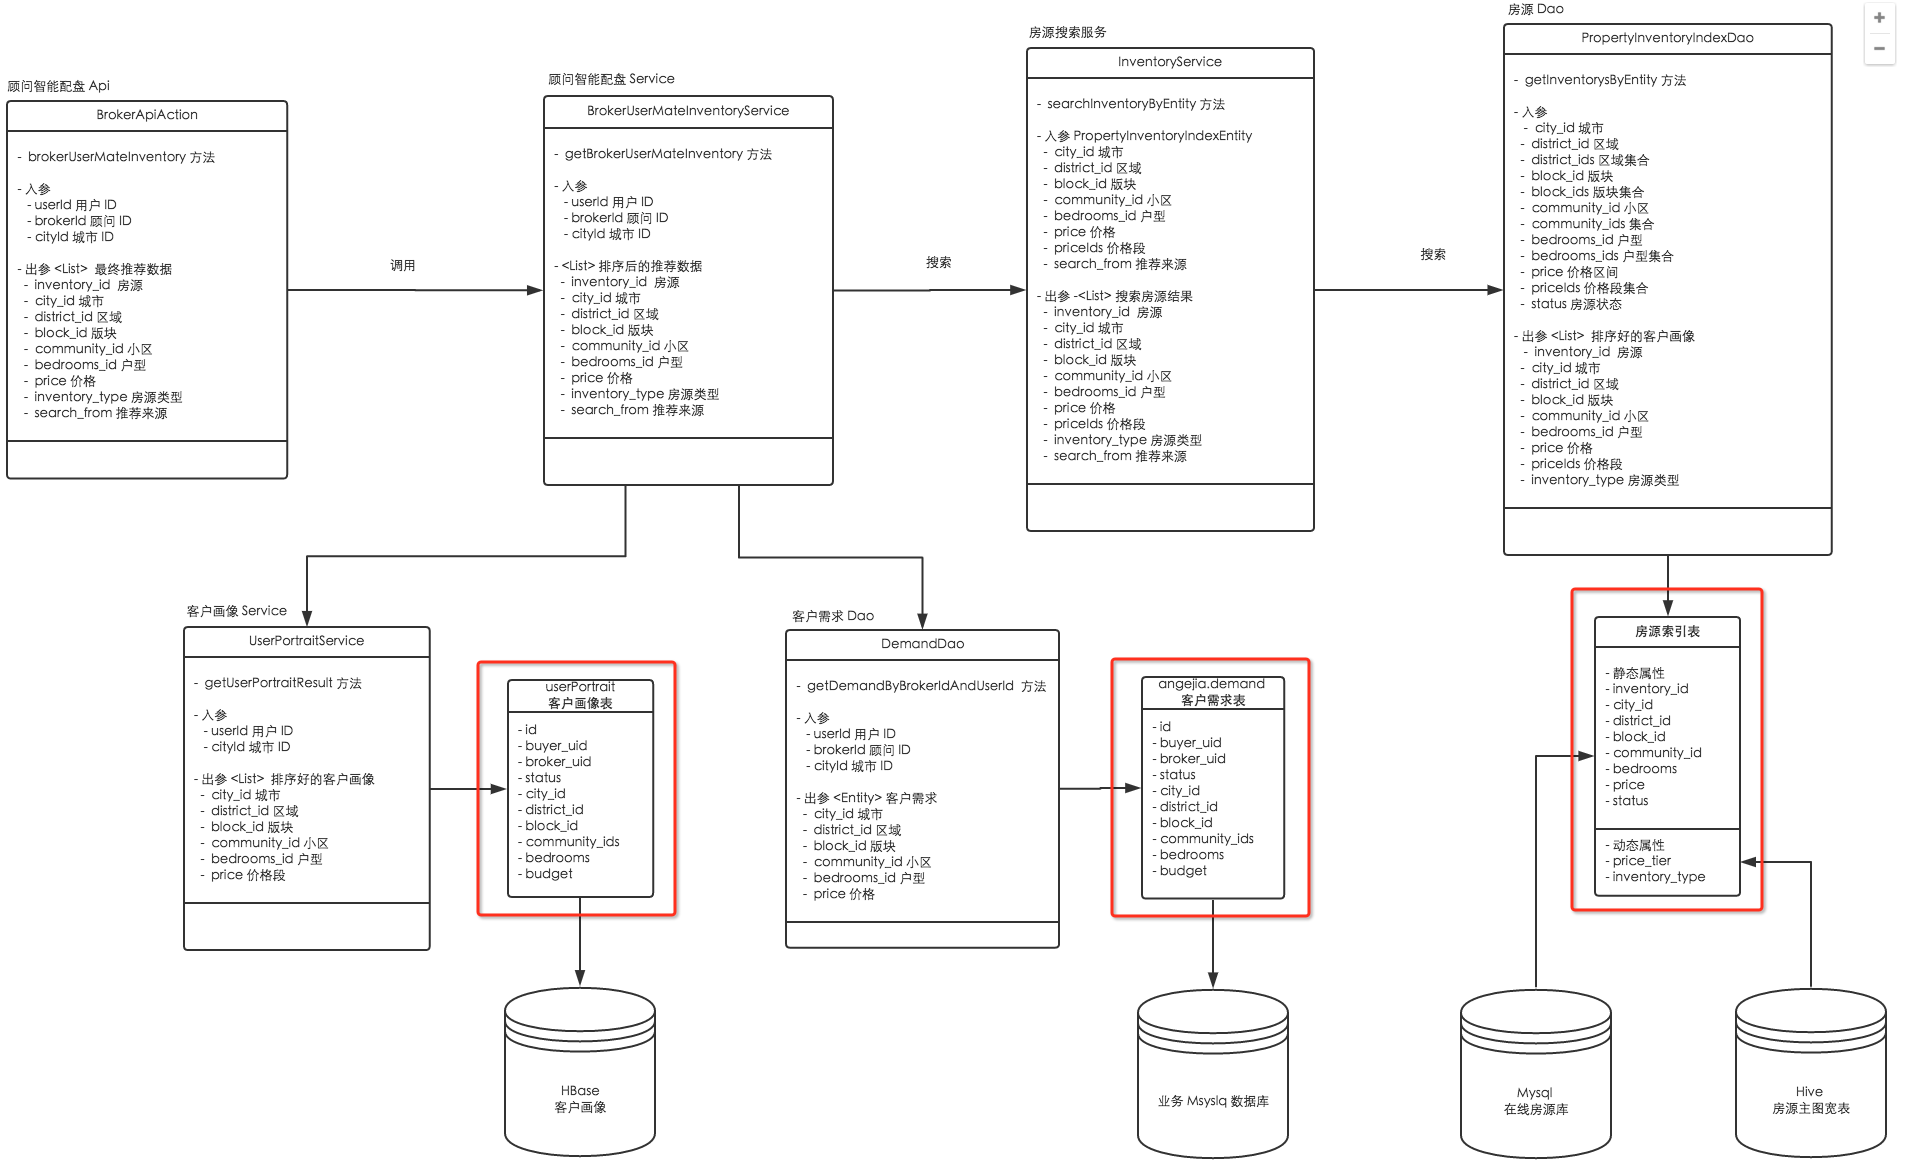 顾问智能配盘 Api
BrokerApiAction
- brokerUserMateInventory 方法
- 入参
- userId 用户 ID
- brokerId 顾问 ID
- cityId 城市 ID
- 出参 <List> 最终推荐数据
- inventory_id 房源
- city_id 城市
- district_id 区域
- block_id 版块
- community_id 小区
- bedrooms_id 户型
- price 价格
- inventory_type 房源类型
- search_from 推荐来源
调用
顾问智能配盘 Service
BrokerUserMateInventoryService
- getBrokerUserMateInventory 方法
- 入参
- userId 用户 ID
- brokerId 顾问 ID
- cityId 城市 ID
- <List> 排序后的推荐数据
- inventory_id 房源
- city_id 城市
- district_id 区域
- block_id 版块
- community_id 小区
- bedrooms_id 户型
- price 价格
- inventory_type 房源类型
- search_from 推荐来源
搜索
房源搜索服务
InventoryService
- searchInventoryByEntity 方法
- 入参 PropertyInventoryIndexEntity
- city_id 城市
- district_id 区域
- block_id 版块
- community_id 小区
- bedrooms_id 户型
- price 价格
- priceIds 价格段
- search_from 推荐来源
- 出参 -<List> 搜索房源结果
- inventory_id 房源
- city_id 城市
- district_id 区域
- block_id 版块
- community_id 小区
- bedrooms_id 户型
- price 价格
- priceIds 价格段
- inventory_type 房源类型
- search_from 推荐来源
搜索
房源 Dao
PropertyInventoryIndexDao
- getInventorysByEntity 方法
- 入参
- city_id 城市
- district_id 区域
- district_ids 区域集合
- block_id 版块
- block_ids 版块集合
- community_id 小区
- community_ids 集合
- bedrooms_id 户型
- bedrooms_ids 户型集合
- price 价格区间
- priceIds 价格段集合
- status 房源状态
- 出参 <List> 排序好的客户画像
- inventory_id 房源
- city_id 城市
- district_id 区域
- block_id 版块
- community_id 小区
- bedrooms_id 户型
- price 价格
- priceIds 价格段
- inventory_type 房源类型
+
−
客户画像 Service
UserPortraitService
- getUserPortraitResult 方法
- 入参
- userId 用户 ID
- cityId 城市 ID
- 出参 <List> 排序好的客户画像
- city_id 城市
- district_id 区域
- block_id 版块
- community_id 小区
- bedrooms_id 户型
- price 价格段
userPortrait
客户画像表
- id
- buyer_uid
- broker_uid
- status
- city_id
- district_id
- block_id
- community_ids
- bedrooms
- budget
客户需求 Dao
DemandDao
- getDemandByBrokerIdAndUserId 方法
- 入参
- userId 用户 ID
- brokerId 顾问 ID
- cityId 城市 ID
- 出参 <Entity> 客户需求
- city_id 城市
- district_id 区域
- block_id 版块
- community_id 小区
- bedrooms_id 户型
- price 价格
angejia.demand
客户需求表
- id
- buyer_uid
- broker_uid
- status
- city_id
- district_id
- block_id
- community_ids
- bedrooms
- budget
房源索引表
- 静态属性
- inventory_id
- city_id
- district_id
- block_id
- community_id
- bedrooms
- price
- status
- 动态属性
- price_tier
- inventory_type
HBase
客户画像
业务 Msyslq 数据库
Mysql
在线房源库
Hive
房源主图宽表